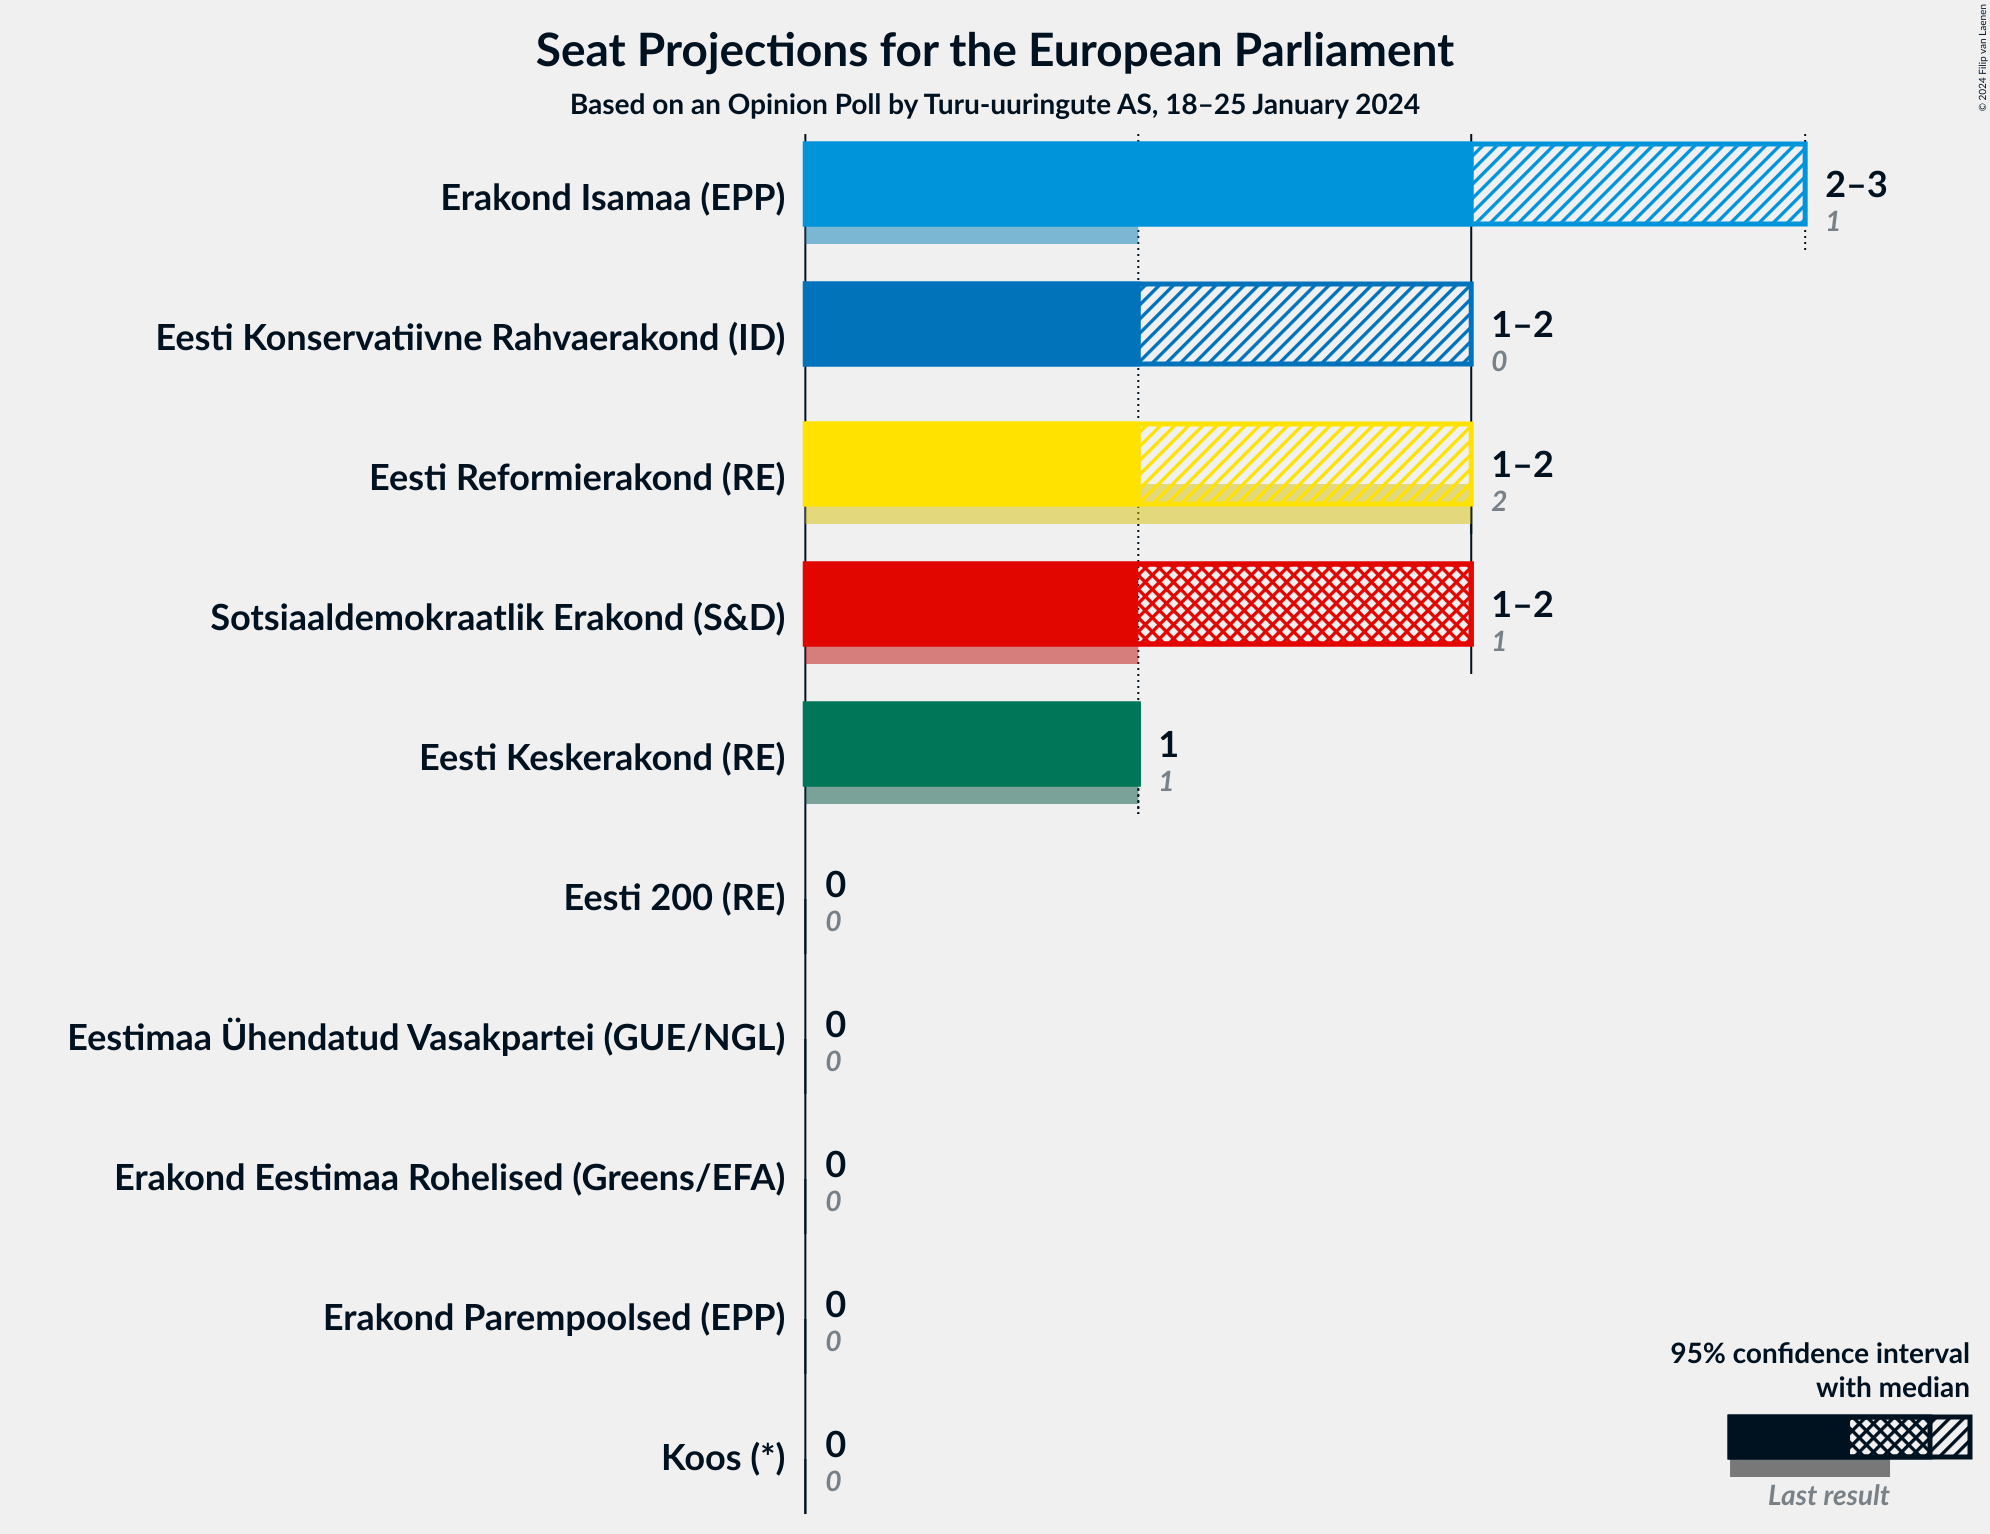 Seat Projections for the European Parliament
Based on an Opinion Poll by Turu-uuringute AS, 18–25 January 2024
© 2024 Filip van Laenen
Erakond Isamaa (EPP)
2–3
1
Eesti Konservatiivne Rahvaerakond (ID)
1–2
0
Eesti Reformierakond (RE)
1–2
2
Sotsiaaldemokraatlik Erakond (S&D)
1–2
1
Eesti Keskerakond (RE)
1
1
Eesti 200 (RE)
0
0
Eestimaa Ühendatud Vasakpartei (GUE/NGL)
0
0
Erakond Eestimaa Rohelised (Greens/EFA)
0
0
Erakond Parempoolsed (EPP)
0
0
Koos (*)
0
0
95% confidence interval
with median
Last result